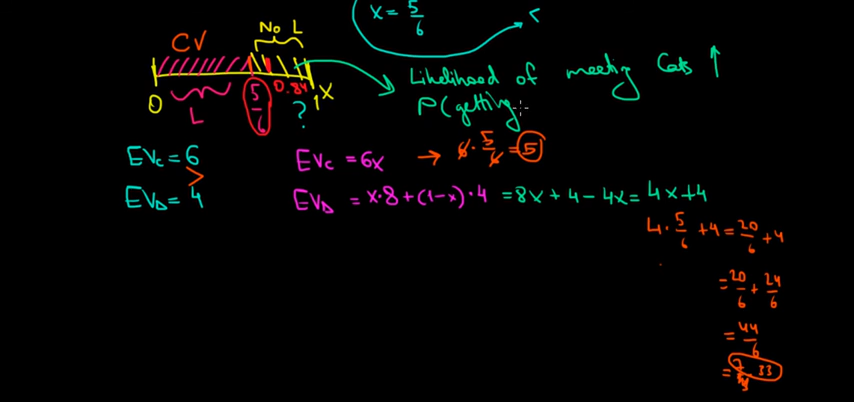 x = 5/6
<
No L
CV
0 5/6 0.84 1 X
L ?
Likelihood of meeting Cats ↑
P(getting
EVc = 6 EVc = 6x → 6 · 5/6 = 5
>
EVD = 4 EVD = x·8 + (1-x)·4 = 8x + 4 - 4x = 4x+4
4 · 5/6 + 4 = 20/6 + 4
= 20/6 + 24/6
= 44/6